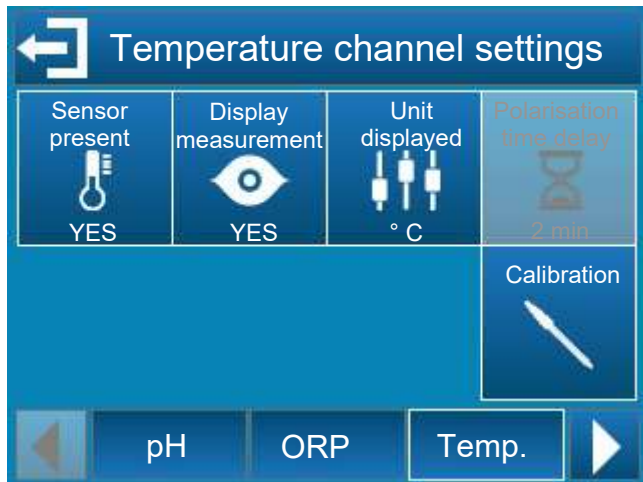 Temperature channel settings
Sensor
present
YES
Display
measurement
YES
Unit
displayed
° C
Polarisation
time delay
2 min
Calibration
pH
ORP
Temp.